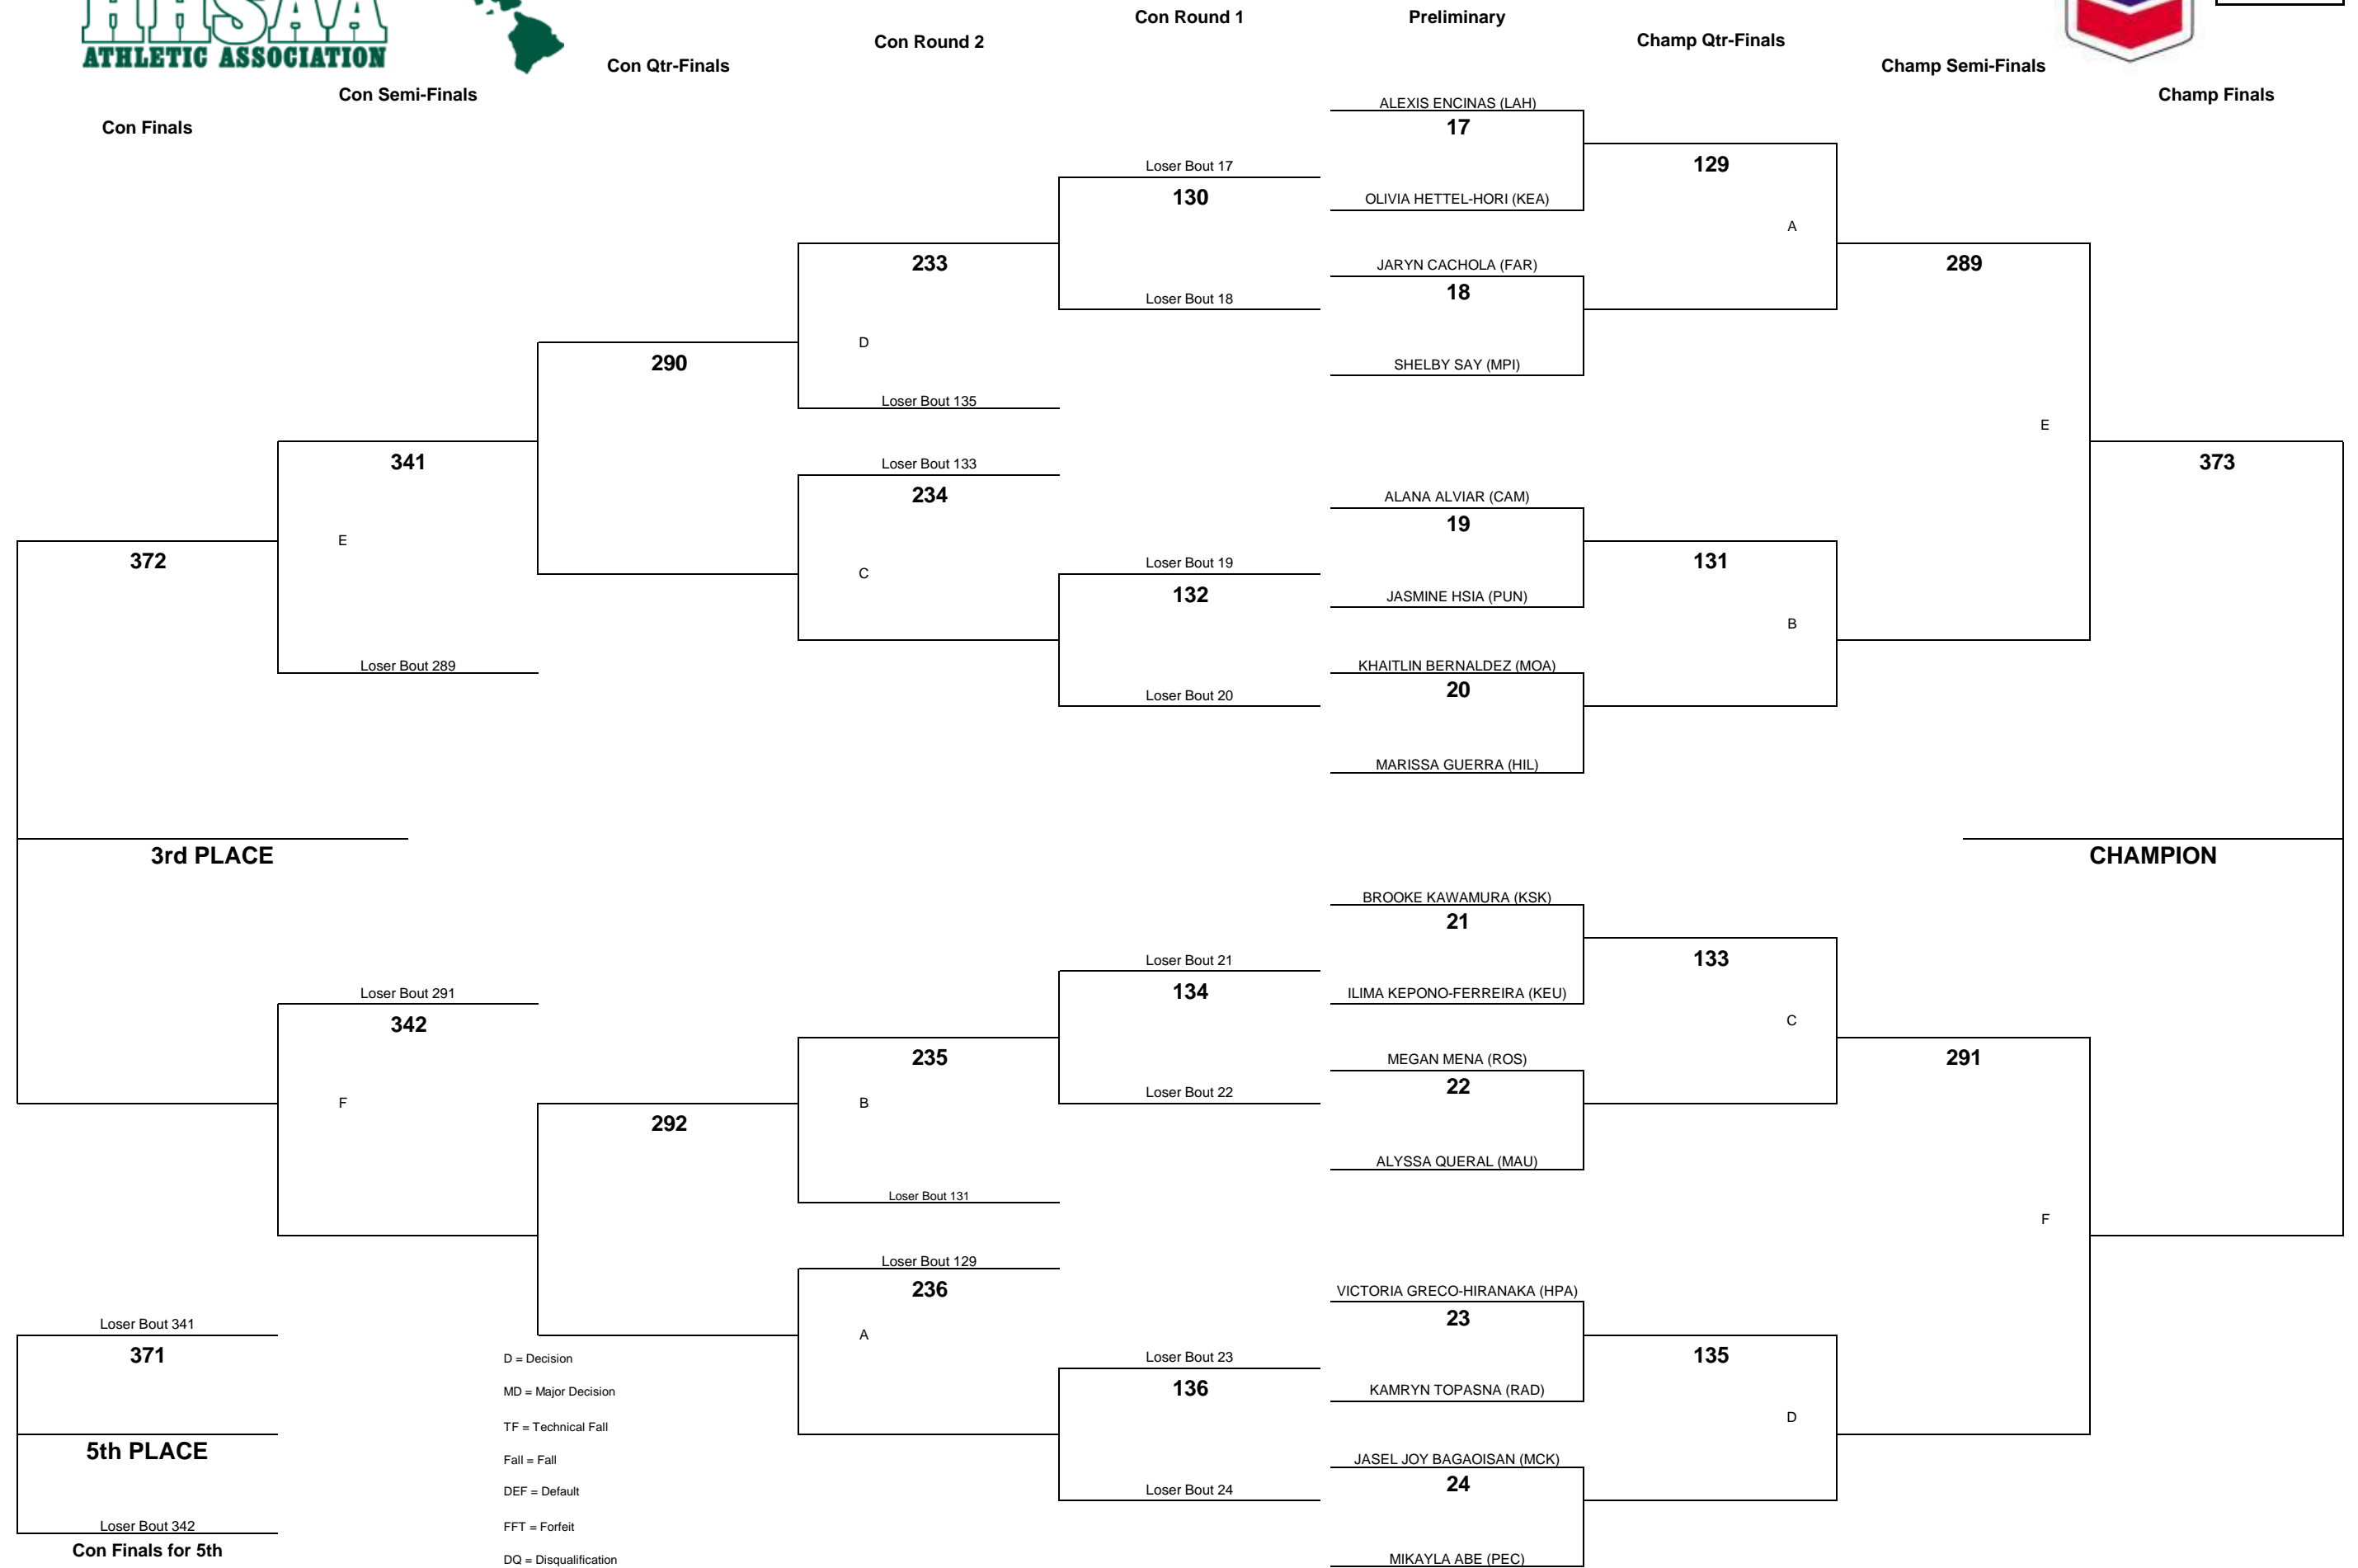 HHSAA
ATHLETIC ASSOCIATION
Con Round 1
Preliminary
Con Round 2
Champ Qtr-Finals
Con Qtr-Finals
Champ Semi-Finals
Con Semi-Finals
Champ Finals
Con Finals
ALEXIS ENCINAS (LAH)
17
OLIVIA HETTEL-HORI (KEA)
JARYN CACHOLA (FAR)
18
SHELBY SAY (MPI)
ALANA ALVIAR (CAM)
19
JASMINE HSIA (PUN)
KHAITLIN BERNALDEZ (MOA)
20
MARISSA GUERRA (HIL)
BROOKE KAWAMURA (KSK)
21
ILIMA KEPONO-FERREIRA (KEU)
MEGAN MENA (ROS)
22
ALYSSA QUERAL (MAU)
VICTORIA GRECO-HIRANAKA (HPA)
23
KAMRYN TOPASNA (RAD)
JASEL JOY BAGAOISAN (MCK)
24
MIKAYLA ABE (PEC)
129
A
131
B
133
C
135
D
289
E
291
F
373
CHAMPION
Loser Bout 17
130
Loser Bout 18
Loser Bout 19
132
Loser Bout 20
Loser Bout 21
134
Loser Bout 22
Loser Bout 23
136
Loser Bout 24
233
D
Loser Bout 135
Loser Bout 133
234
C
235
B
Loser Bout 131
Loser Bout 129
236
A
290
292
341
E
Loser Bout 289
Loser Bout 291
342
F
372
3rd PLACE
Loser Bout 341
371
5th PLACE
Loser Bout 342
Con Finals for 5th
D = Decision
MD = Major Decision
TF = Technical Fall
Fall = Fall
DEF = Default
FFT = Forfeit
DQ = Disqualification